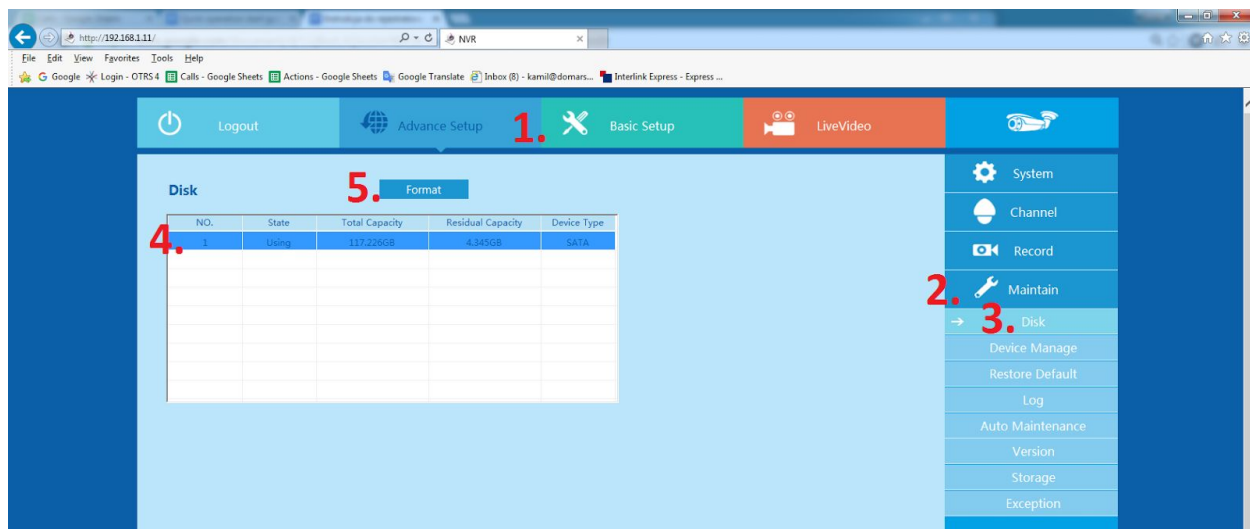 http://192.168.1.11/
NVR
File Edit View Favorites Tools Help
Google Login - OTRS 4 Calls - Google Sheets Actions - Google Sheets Google Translate Inbox (8) - kamil@domars... Interlink Express - Express ...
Logout
Advance Setup
1.
Basic Setup
LiveVideo
Disk
5.
Format
NO. State Total Capacity Residual Capacity Device Type
4.
1 Using 117.226GB 4.345GB SATA
System
Channel
Record
2.
Maintain
3.
Disk
Device Manage
Restore Default
Log
Auto Maintenance
Version
Storage
Exception